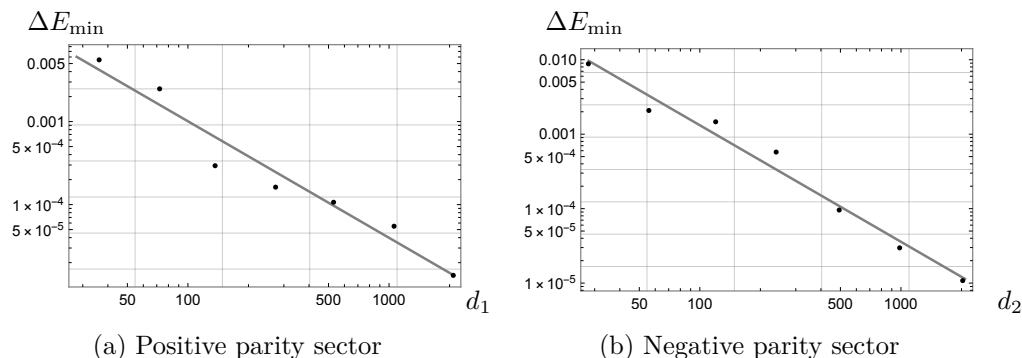 ΔE_min
0.005
0.001
5 × 10⁻⁴
1 × 10⁻⁴
5 × 10⁻⁵
50 100 500 1000
d₁
(a) Positive parity sector
ΔE_min
0.010
0.005
0.001
5 × 10⁻⁴
1 × 10⁻⁴
5 × 10⁻⁵
1 × 10⁻⁵
50 100 500 1000
d₂
(b) Negative parity sector